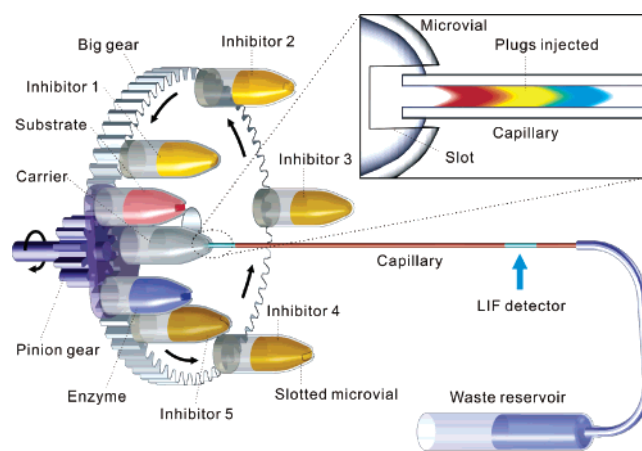 Big gear
Inhibitor 1
Substrate
Carrier
Inhibitor 2
Inhibitor 3
Microvial
Plugs injected
Capillary
Slot
Capillary
LIF detector
Pinion gear
Enzyme
Inhibitor 5
Inhibitor 4
Slotted microvial
Waste reservoir